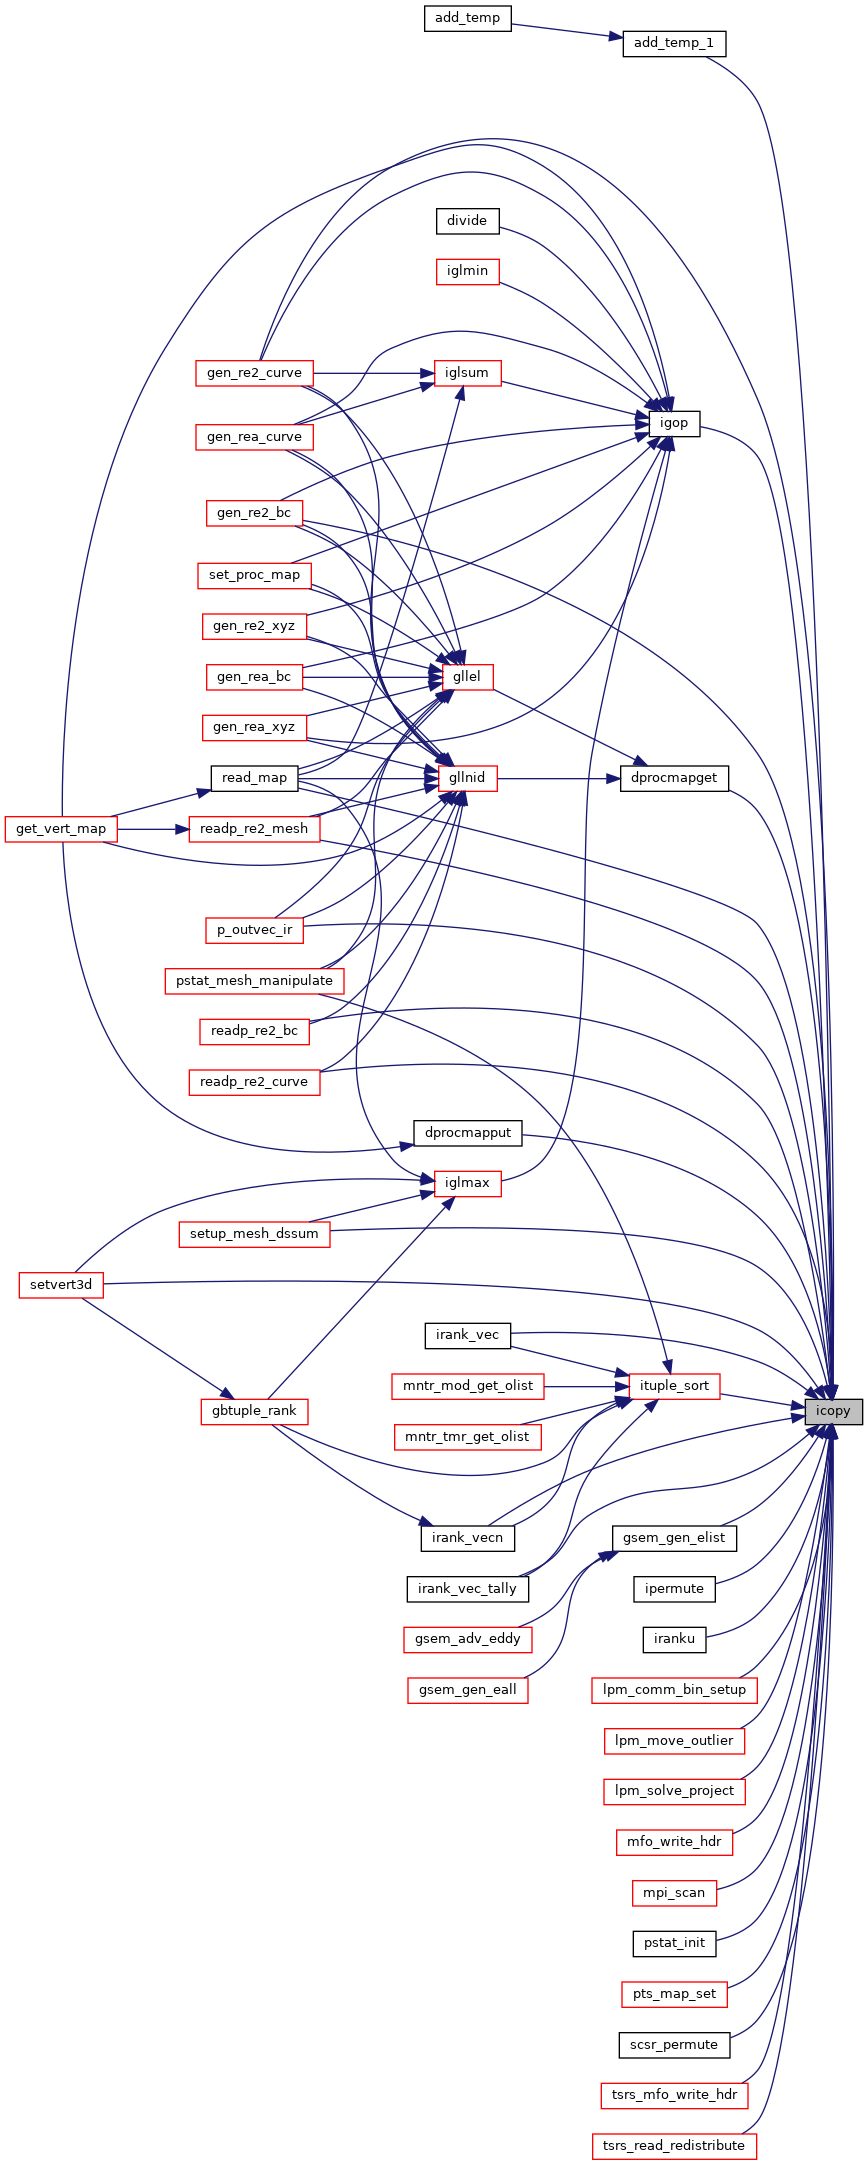 add_temp
add_temp_1
divide
iglmin
gen_re2_curve
iglsum
igop
gen_rea_curve
gen_re2_bc
set_proc_map
gen_re2_xyz
gen_rea_bc
gllel
gen_rea_xyz
read_map
gllnid
dprocmapget
get_vert_map
readp_re2_mesh
p_outvec_ir
pstat_mesh_manipulate
readp_re2_bc
readp_re2_curve
dprocmapput
iglmax
setup_mesh_dssum
setvert3d
irank_vec
mntr_mod_get_olist
ituple_sort
gbtuple_rank
icopy
mntr_tmr_get_olist
irank_vecn
gsem_gen_elist
irank_vec_tally
ipermute
gsem_adv_eddy
iranku
gsem_gen_eall
lpm_comm_bin_setup
lpm_move_outlier
lpm_solve_project
mfo_write_hdr
mpi_scan
pstat_init
pts_map_set
scsr_permute
tsrs_mfo_write_hdr
tsrs_read_redistribute